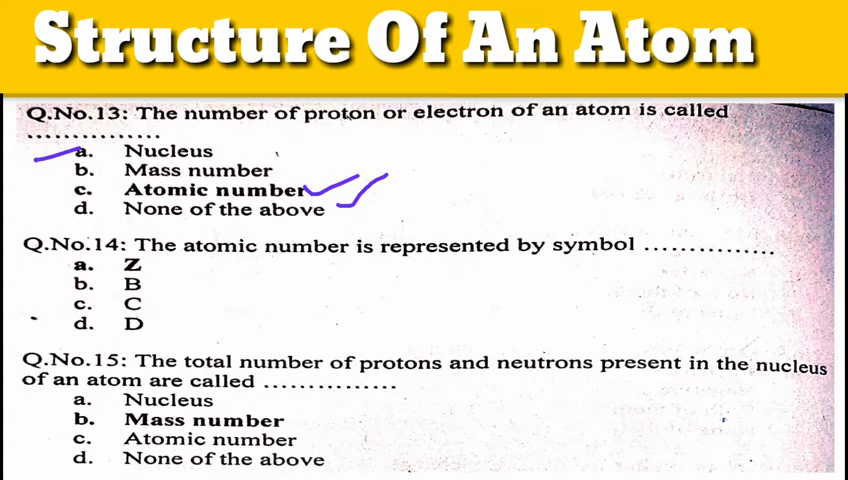 Structure Of An Atom
Q.No.13: The number of proton or electron of an atom is called
...............
a. Nucleus
b. Mass number
c. Atomic number
d. None of the above
Q.No.14: The atomic number is represented by symbol ...............
a. Z
b. B
c. C
d. D
Q.No.15: The total number of protons and neutrons present in the nucleus
of an atom are called ...............
a. Nucleus
b. Mass number
c. Atomic number
d. None of the above